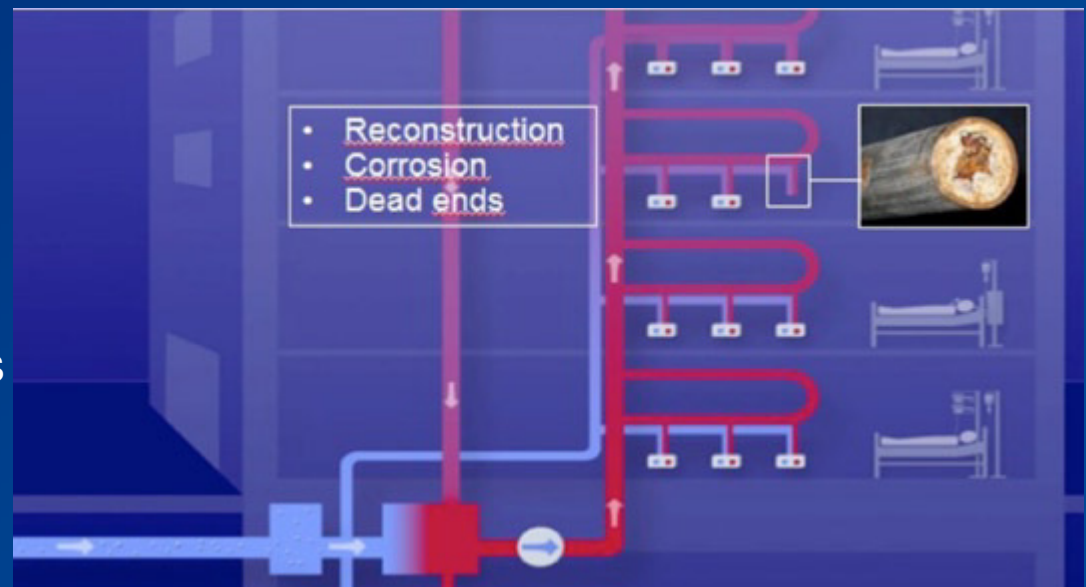 • Reconstruction
• Corrosion
• Dead ends
s